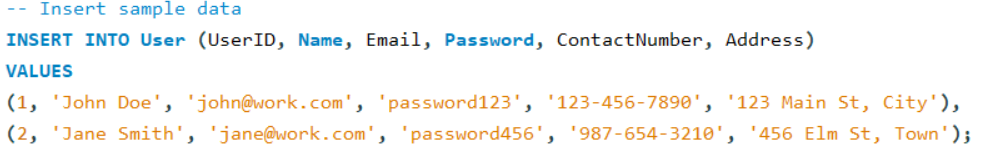 -- Insert sample data
INSERT INTO User (UserID, Name, Email, Password, ContactNumber, Address)
VALUES
(1, 'John Doe', 'john@work.com', 'password123', '123-456-7890', '123 Main St, City'),
(2, 'Jane Smith', 'jane@work.com', 'password456', '987-654-3210', '456 Elm St, Town');